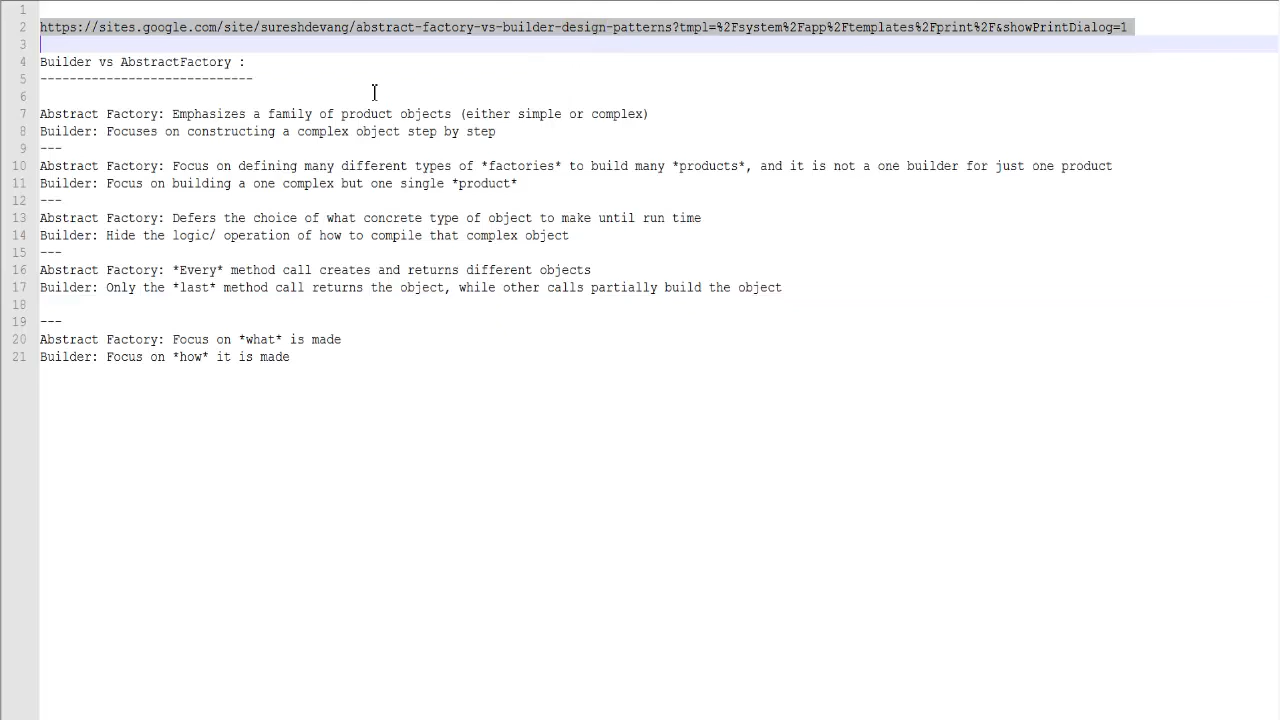 1
2 https://sites.google.com/site/sureshdevang/abstract-factory-vs-builder-design-patterns?tmpl=%2Fsystem%2Fapp%2Ftemplates%2Fprint%2F&showPrintDialog=1
3
4 Builder vs AbstractFactory :
5 -----------------------------
6
7 Abstract Factory: Emphasizes a family of product objects (either simple or complex)
8 Builder: Focuses on constructing a complex object step by step
9 ---
10 Abstract Factory: Focus on defining many different types of *factories* to build many *products*, and it is not a one builder for just one product
11 Builder: Focus on building a one complex but one single *product*
12 ---
13 Abstract Factory: Defers the choice of what concrete type of object to make until run time
14 Builder: Hide the logic/ operation of how to compile that complex object
15 ---
16 Abstract Factory: *Every* method call creates and returns different objects
17 Builder: Only the *last* method call returns the object, while other calls partially build the object
18
19 ---
20 Abstract Factory: Focus on *what* is made
21 Builder: Focus on *how* it is made